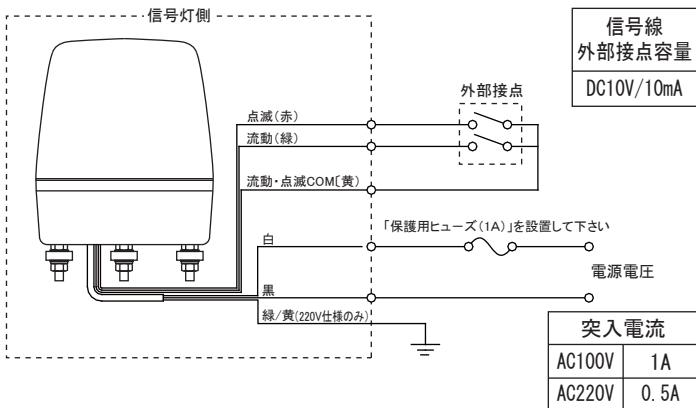 信号灯側
信号線
外部接点容量
DC10V/10mA
外部接点
点滅(赤)
流動(緑)
流動・点滅COM[黄)
白
「保護用ヒューズ(1A)」を設置して下さい
電源電圧
黒
緑/黄(220V仕様のみ)
突入電流
AC100V 1A
AC220V 0.5A